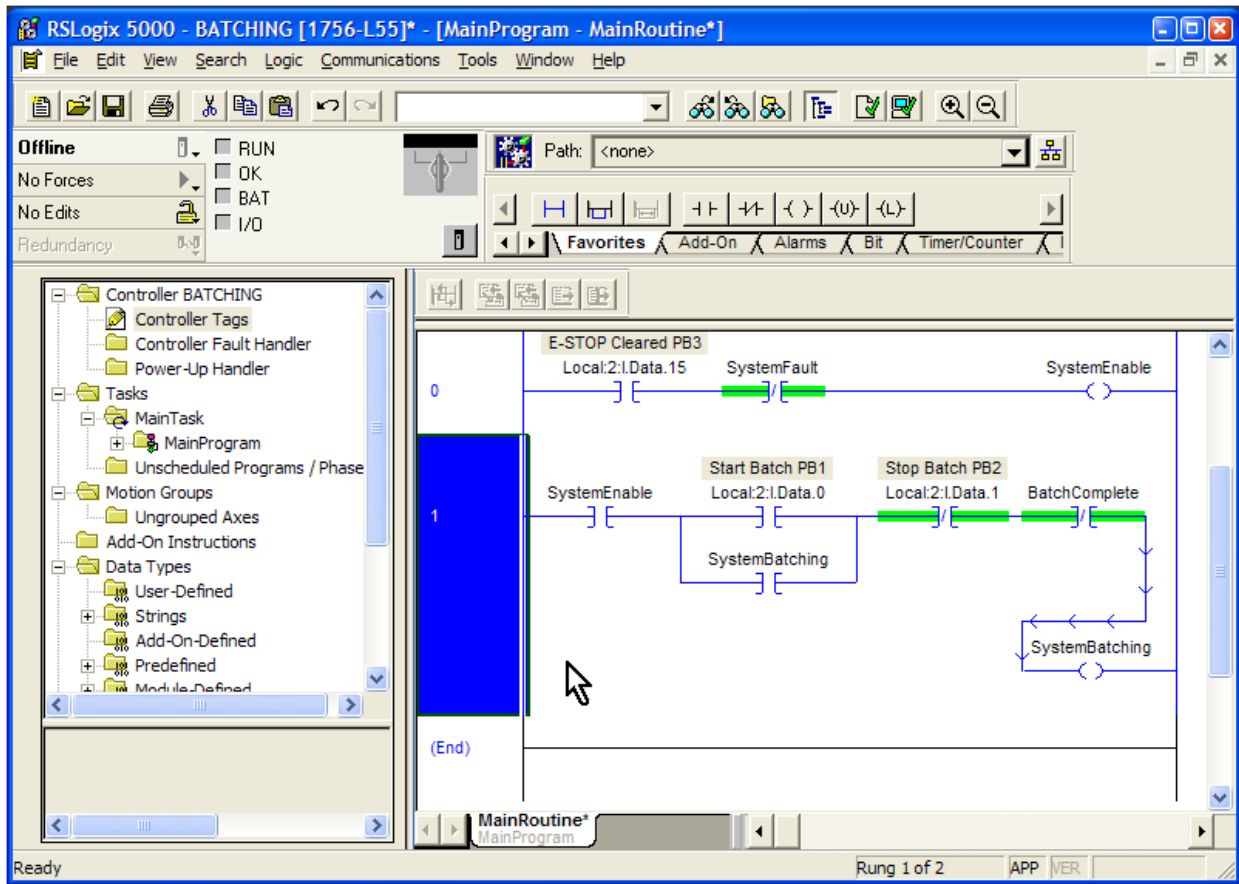 RSLogix 5000 - BATCHING [1756-L55]* - [MainProgram - MainRoutine*]
File Edit View Search Logic Communications Tools Window Help
Offline
RUN
No Forces
OK
No Edits
BAT
Redundancy
I/O
Path: <none>
(U) (L)
Favorites Add-On Alarms Bit Timer/Counter
Controller BATCHING
Controller Tags
Controller Fault Handler
Power-Up Handler
Tasks
MainTask
MainProgram
Unscheduled Programs / Phase
Motion Groups
Ungrouped Axes
Add-On Instructions
Data Types
User-Defined
Strings
Add-On-Defined
Predefined
Module-Defined
E-STOP Cleared PB3
Local:2:I.Data.15 SystemFault SystemEnable
0
Start Batch PB1 Stop Batch PB2
SystemEnable Local:2:I.Data.0 Local:2:I.Data.1 BatchComplete
1
SystemBatching
SystemBatching
(End)
MainRoutine*
MainProgram
Ready Rung 1 of 2 APP VER